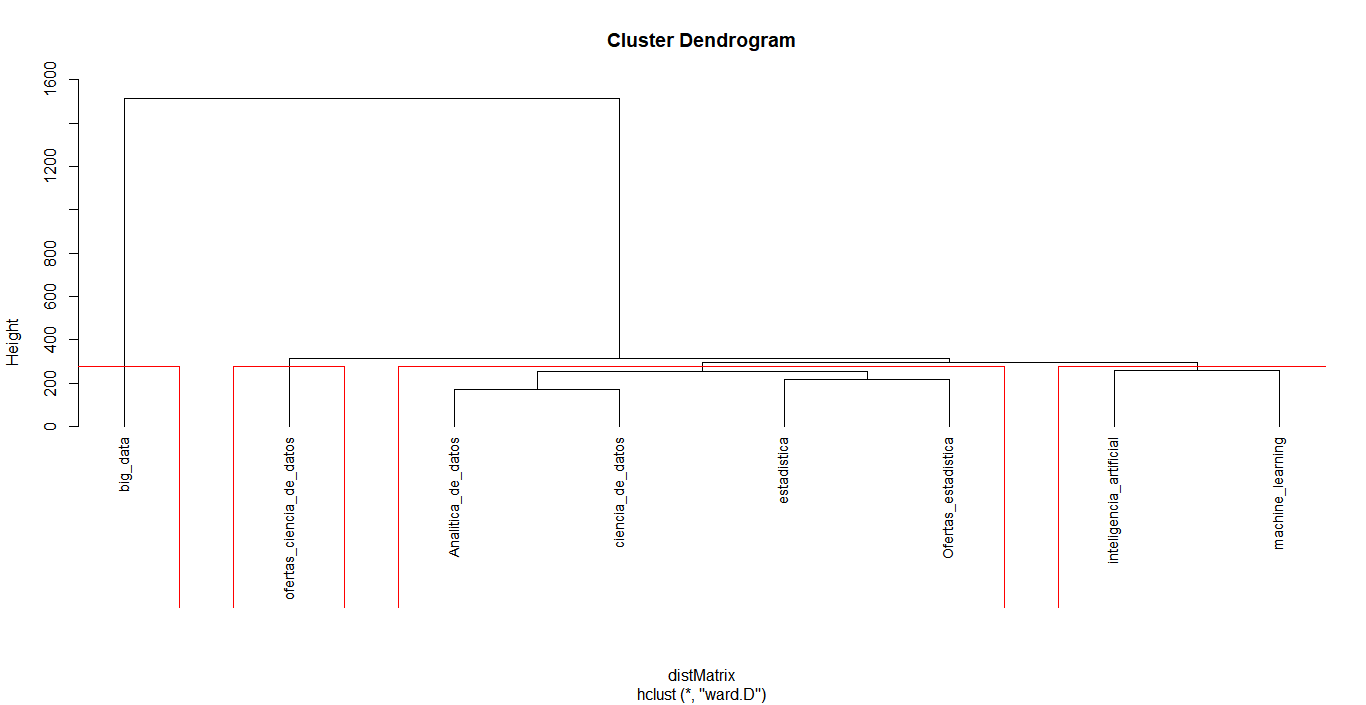 Cluster Dendrogram
Height
0
200
400
600
800
1200
1600
big_data
ofertas_ciencia_de_datos
Analitica_de_datos
ciencia_de_datos
estadistica
Ofertas_estadistica
inteligencia_artificial
machine_learning
distMatrix
hclust (*, "ward.D")